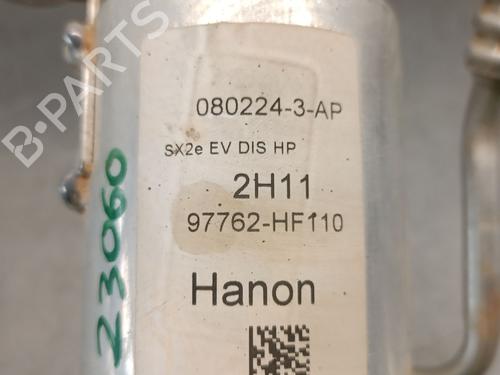 080224-3-AP
sx2e EV DIS HP
2H11
97762-HF110
Hanon
23060
B-PARTS